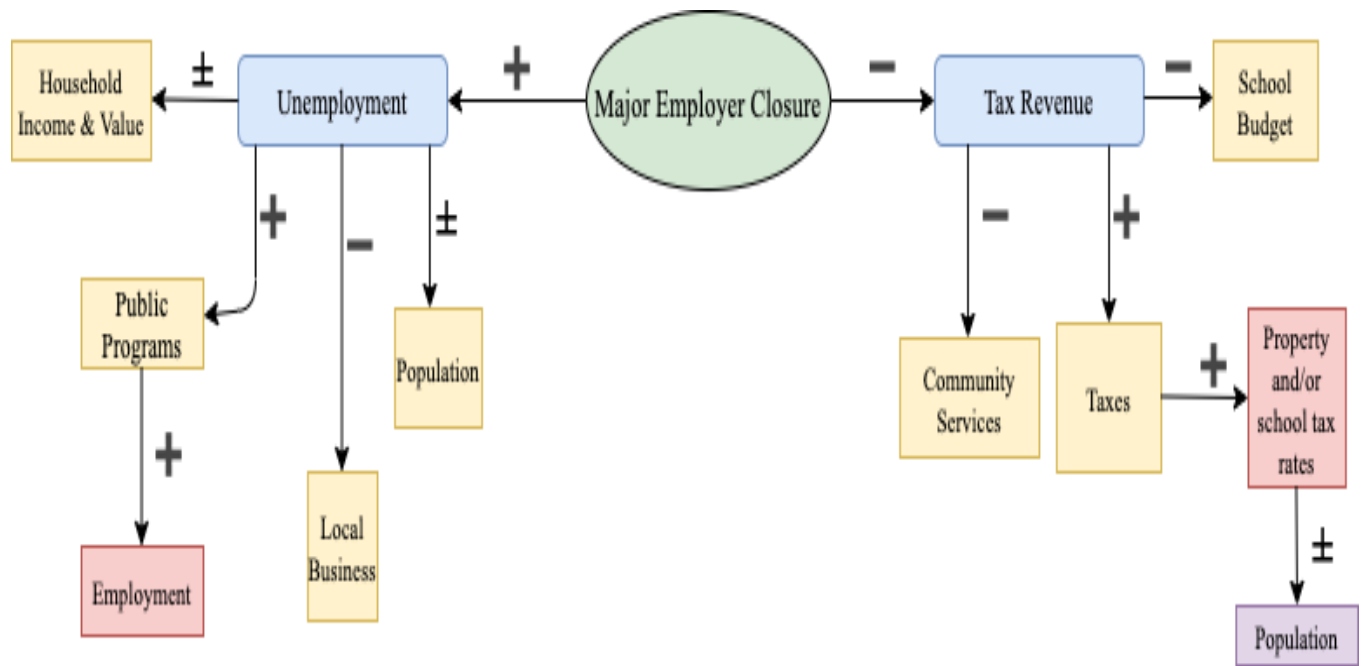 Household
Income & Value
±
Unemployment
+
Major Employer Closure
−
Tax Revenue
−
School
Budget
+
−
±
−
+
Public
Programs
Population
Community
Services
Taxes
+
Property
and/or
school tax
rates
+
Local
Business
±
Employment
Population